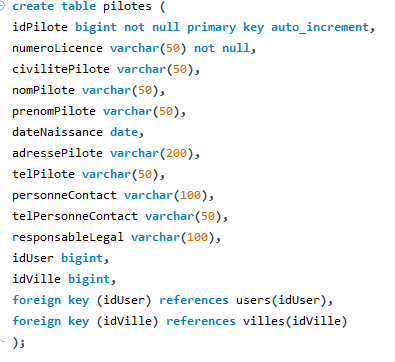 create table pilotes (
idPilote bigint not null primary key auto_increment,
numeroLicence varchar(50) not null,
civilitePilote varchar(50),
nomPilote varchar(50),
prenomPilote varchar(50),
dateNaissance date,
adressePilote varchar(200),
telPilote varchar(50),
personneContact varchar(100),
telPersonneContact varchar(50),
responsableLegal varchar(100),
idUser bigint,
idVille bigint,
foreign key (idUser) references users(idUser),
foreign key (idVille) references villes(idVille)
);